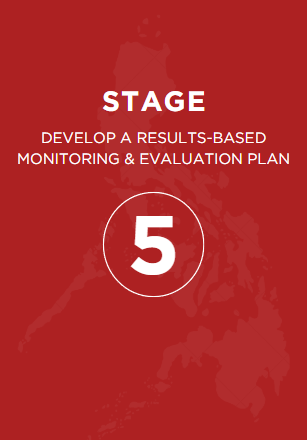 STAGE
DEVELOP A RESULTS-BASED
MONITORING & EVALUATION PLAN
5